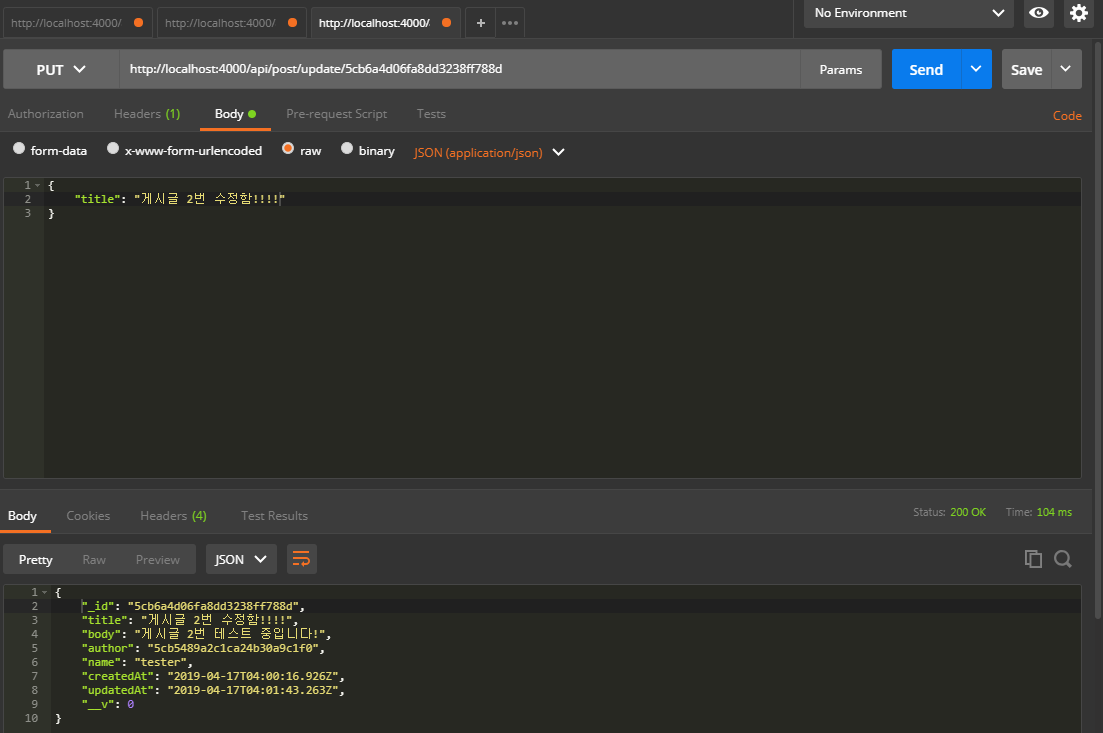 http://localhost:4000/ http://localhost:4000/ http://localhost:4000/ + ••• No Environment
PUT http://localhost:4000/api/post/update/5cb6a4d06fa8dd3238ff788d Params Send Save
Authorization Headers (1) Body Pre-request Script Tests Code
form-data x-www-form-urlencoded raw binary JSON (application/json)
1 {
2 "title": "게시글 2번 수정함!!!!"
3 }
Body Cookies Headers (4) Test Results Status: 200 OK Time: 104 ms
Pretty Raw Preview JSON
1 {
2 "_id": "5cb6a4d06fa8dd3238ff788d",
3 "title": "게시글 2번 수정함!!!!",
4 "body": "게시글 2번 테스트 중입니다!",
5 "author": "5cb5489a2c1ca24b30a9c1f0",
6 "name": "tester",
7 "createdAt": "2019-04-17T04:00:16.926Z",
8 "updatedAt": "2019-04-17T04:01:43.263Z",
9 "__v": 0
10 }